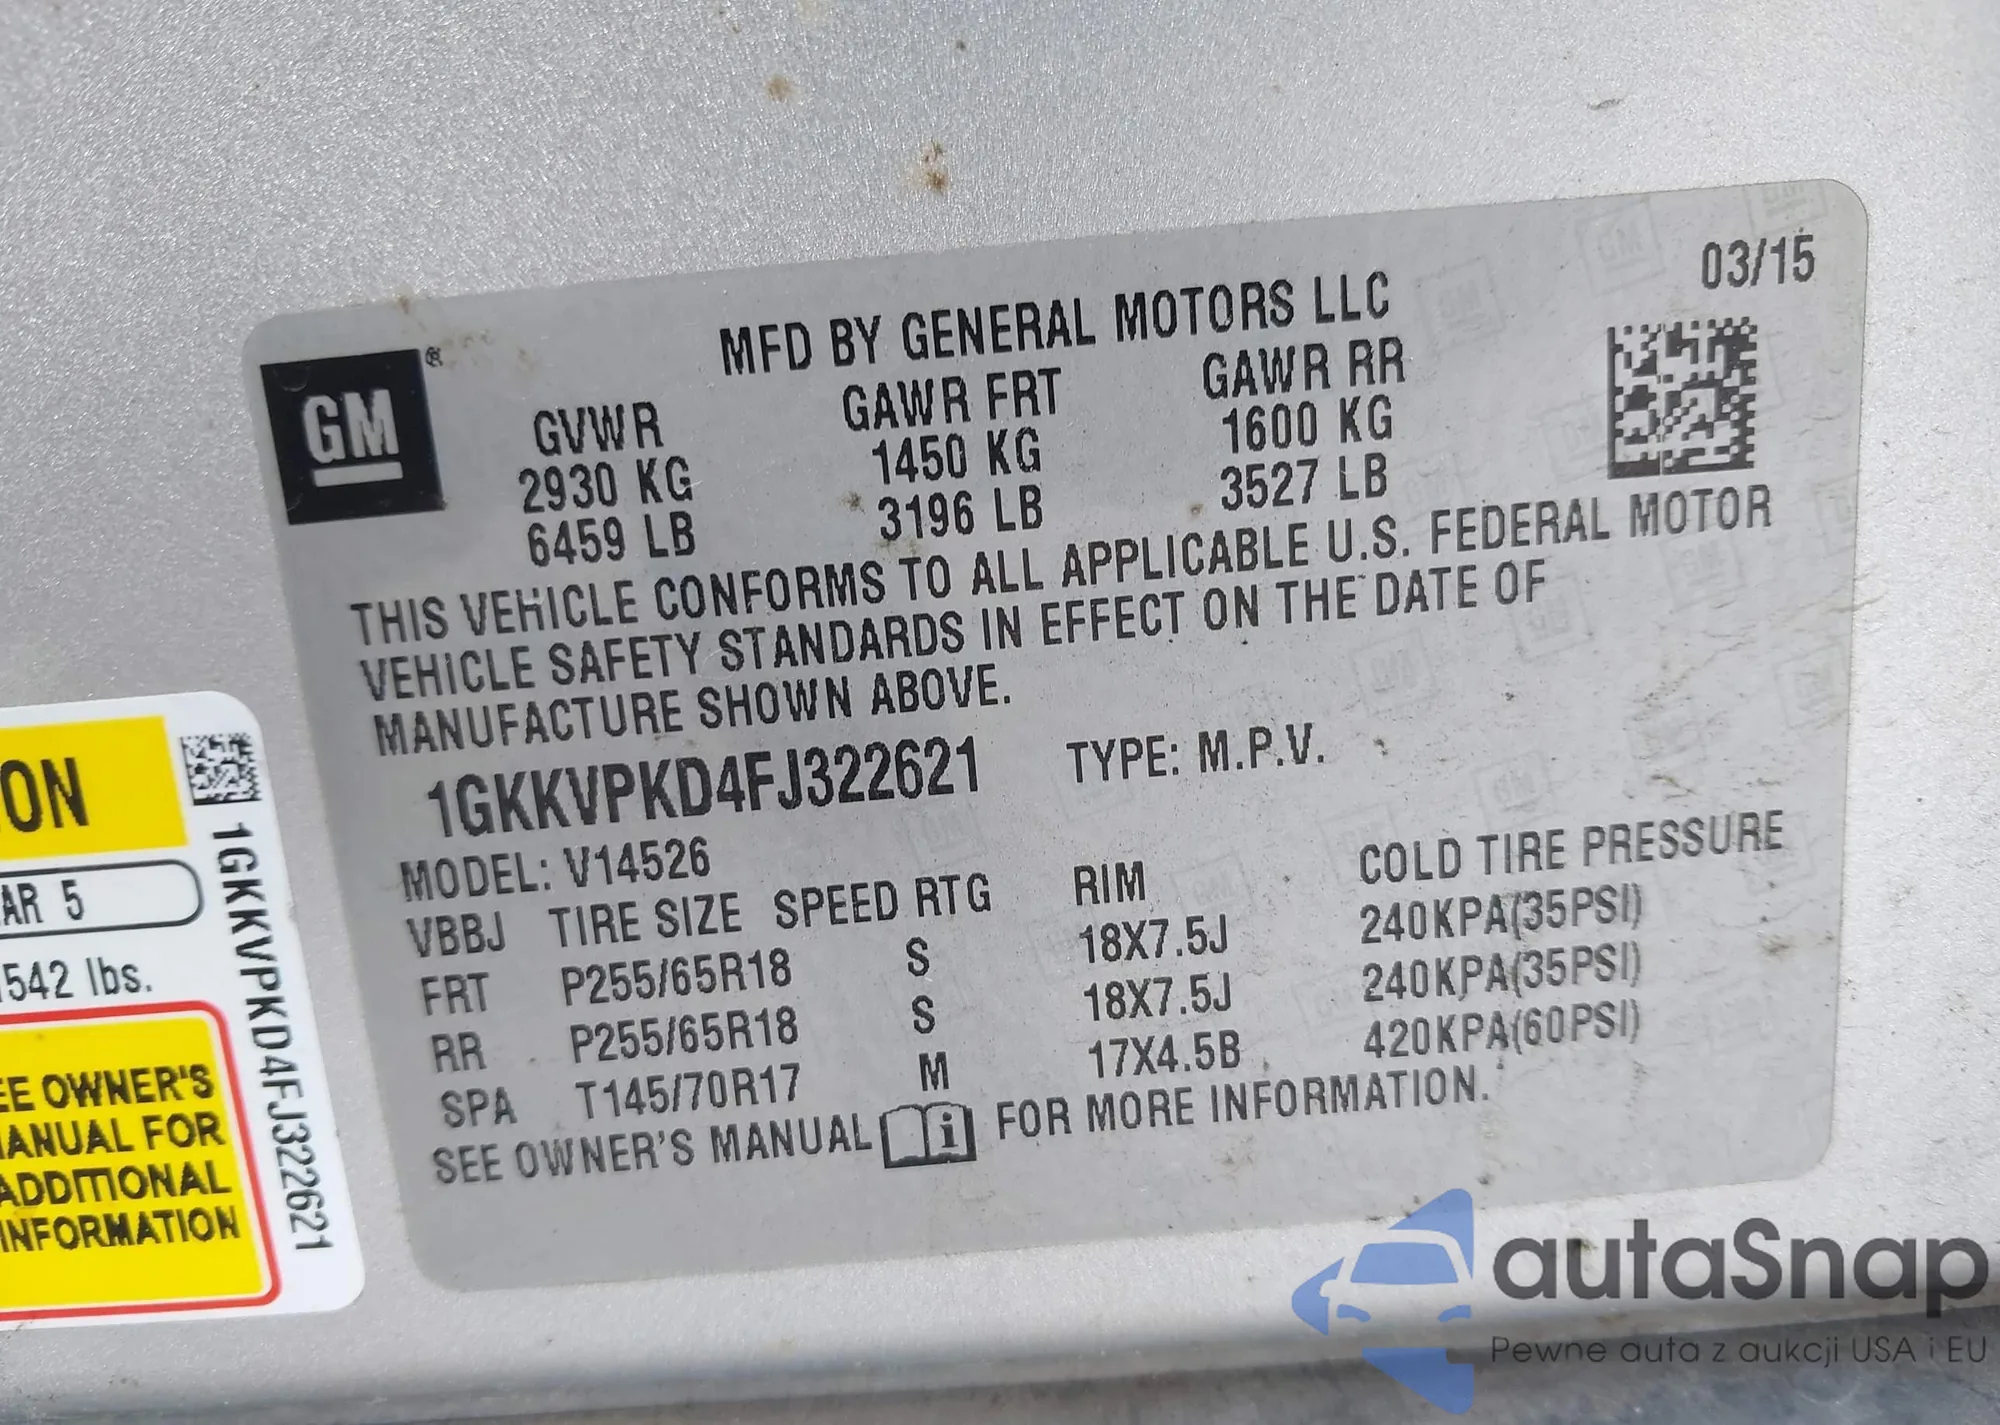 03/15
MFD BY GENERAL MOTORS LLC
GM ®
GVWR GAWR FRT GAWR RR
2930 KG 1450 KG 1600 KG
6459 LB 3196 LB 3527 LB
THIS VEHICLE CONFORMS TO ALL APPLICABLE U.S. FEDERAL MOTOR
VEHICLE SAFETY STANDARDS IN EFFECT ON THE DATE OF
MANUFACTURE SHOWN ABOVE.
1GKKVPKD4FJ322621 TYPE: M.P.V.
MODEL: V14526
VBBJ TIRE SIZE SPEED RTG RIM COLD TIRE PRESSURE
FRT P255/65R18 S 18X7.5J 240KPA(35PSI)
RR P255/65R18 S 18X7.5J 240KPA(35PSI)
SPA T145/70R17 M 17X4.5B 420KPA(60PSI)
SEE OWNER'S MANUAL i FOR MORE INFORMATION.
ON
AR 5
542 lbs.
EE OWNER'S
ANUAL FOR
ADDITIONAL
INFORMATION
1GKKVPKD4FJ322621
autaSnap
Pewne auta z aukcji USA i EU